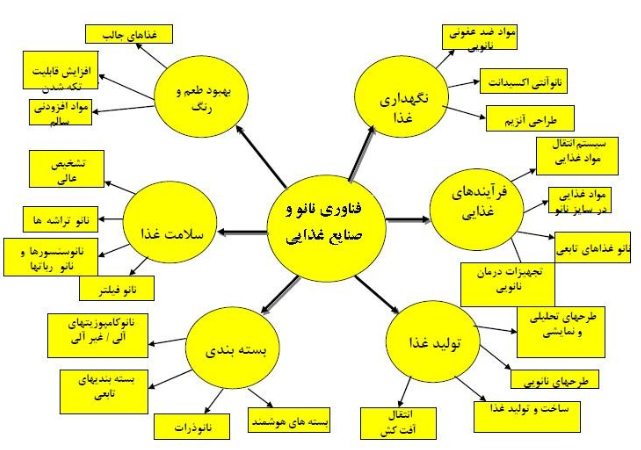 فناوری نانو و
صنایع غذایی
نگهداری
غذا
مواد ضد عفونی
نانویی
نانوآنتی اکسیدانت
طراحی آنزیم
فرآیندهای
غذایی
سیستم انتقال
مواد غذایی
مواد غذایی
در سایز نانو
نانو غذاهای تابعی
تجهیزات درمان
نانویی
تولید غذا
طرحهای تحلیلی
و نمایشی
طرحهای نانویی
ساخت و تولید غذا
انتقال
آفت کش
بسته بندی
بسته های هوشمند
نانوذرات
بسته بندیهای
تابعی
نانوکامپوزیتهای
آلی / غیر آلی
سلامت غذا
تشخیص
عالی
نانو تراشه ها
نانوسنسورها و
نانو رباتها
نانو فیلتر
بهبود طعم و
رنگ
غذاهای جالب
افزایش قابلیت
تکه شدن
مواد افزودنی
سالم